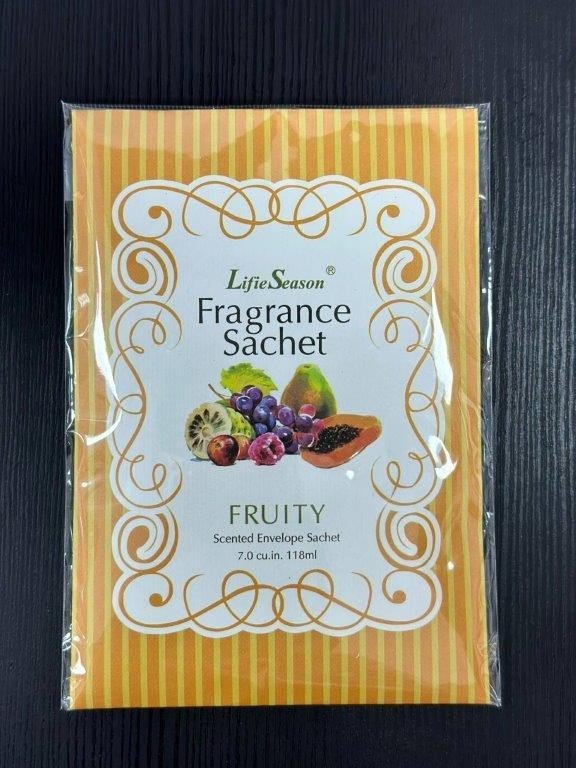 LifieSeason®
Fragrance
Sachet
FRUITY
Scented Envelope Sachet
7.0 cu.in. 118ml